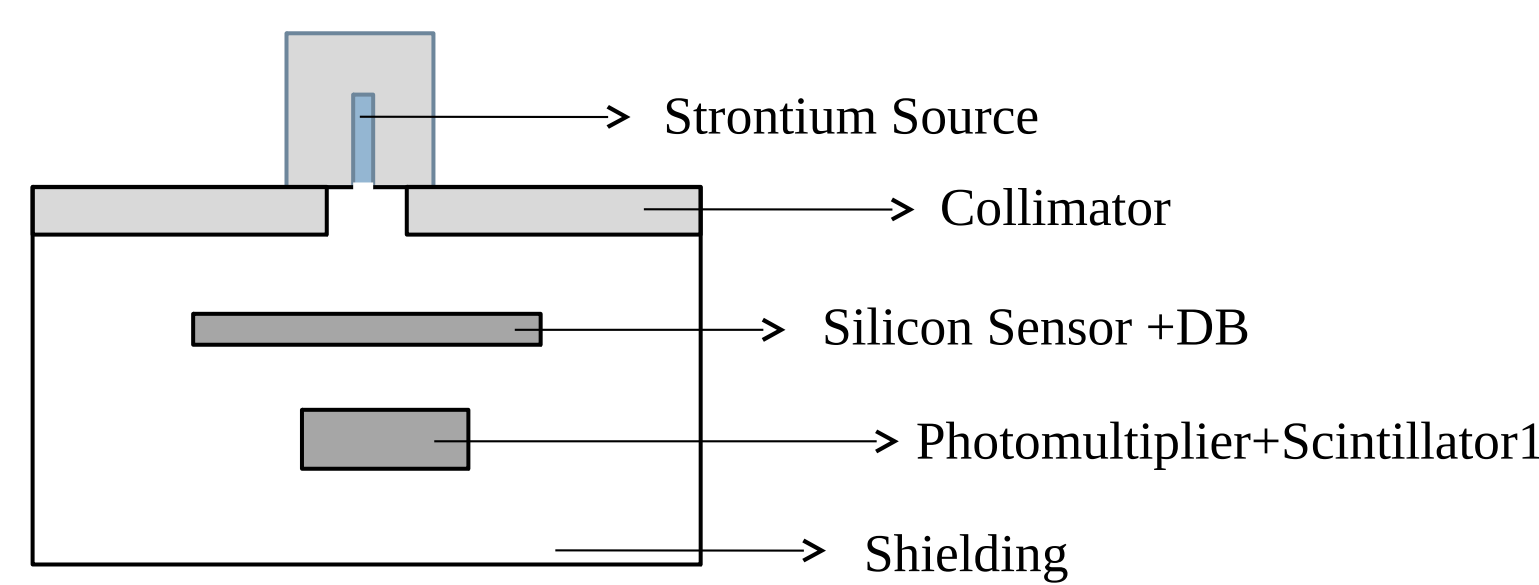 Strontium Source
Collimator
Silicon Sensor +DB
Photomultiplier+Scintillator1
Shielding